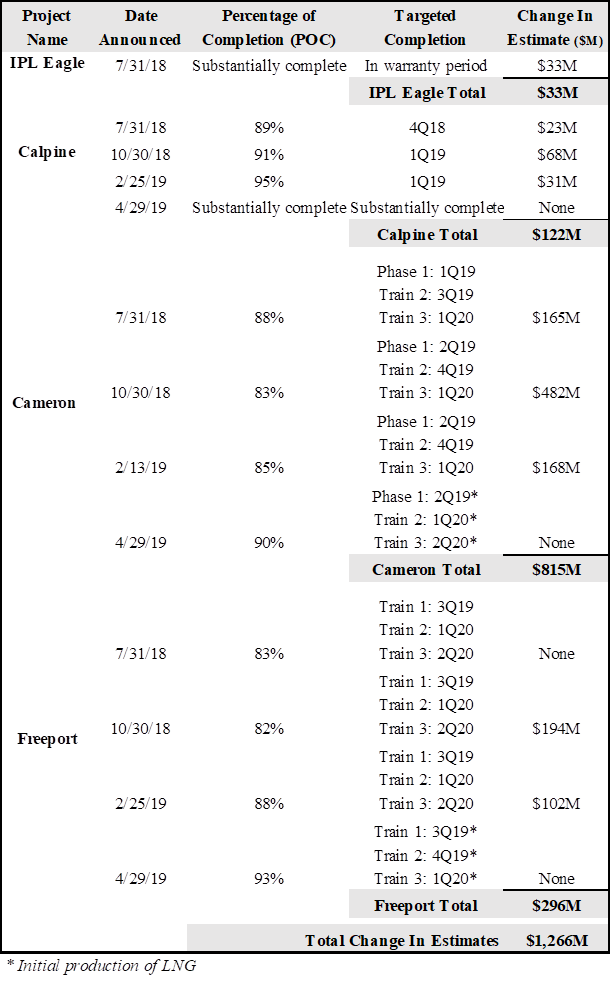 Project Name Date Announced Percentage of Completion (POC) Targeted Completion Change In Estimate ($M)
IPL Eagle 7/31/18 Substantially complete In warranty period $33M
IPL Eagle Total $33M
7/31/18 89% 4Q18 $23M
Calpine 10/30/18 91% 1Q19 $68M
2/25/19 95% 1Q19 $31M
4/29/19 Substantially complete Substantially complete None
Calpine Total $122M
Phase 1: 1Q19
Train 2: 3Q19
7/31/18 88% Train 3: 1Q20 $165M
Phase 1: 2Q19
Train 2: 4Q19
10/30/18 83% Train 3: 1Q20 $482M
Cameron
Phase 1: 2Q19
Train 2: 4Q19
2/13/19 85% Train 3: 1Q20 $168M
Phase 1: 2Q19*
Train 2: 1Q20*
4/29/19 90% Train 3: 2Q20* None
Cameron Total $815M
Train 1: 3Q19
Train 2: 1Q20
7/31/18 83% Train 3: 2Q20 None
Train 1: 3Q19
Train 2: 1Q20
10/30/18 82% Train 3: 2Q20 $194M
Freeport
Train 1: 3Q19
Train 2: 1Q20
2/25/19 88% Train 3: 2Q20 $102M
Train 1: 3Q19*
Train 2: 4Q19*
4/29/19 93% Train 3: 1Q20* None
Freeport Total $296M
Total Change In Estimates $1,266M
* Initial production of LNG